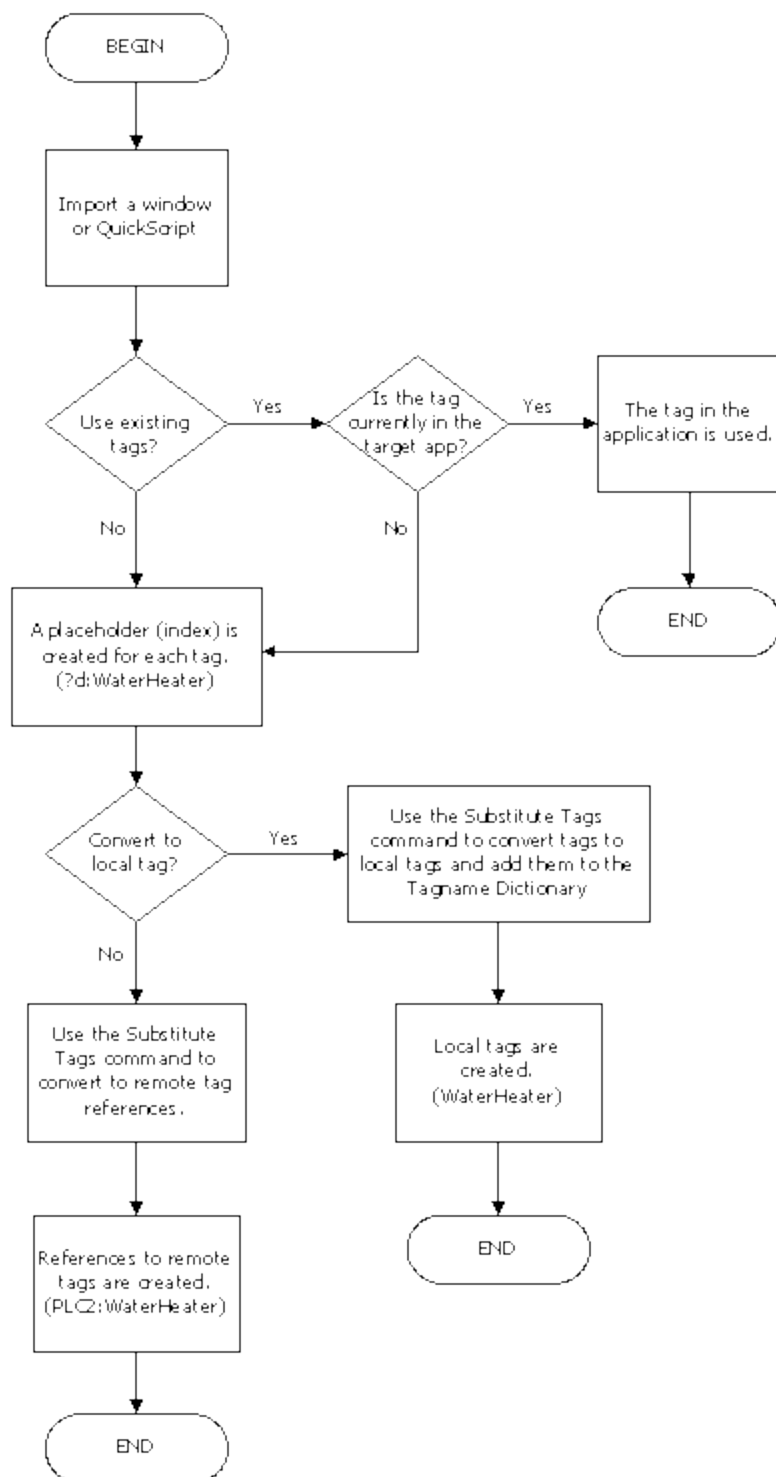 BEGIN
Import a window
or QuickScript
Use existing
tags?
Yes
Is the tag
currently in the
target app?
Yes
The tag in the
application is used.
No
No
END
A placeholder (index) is
created for each tag.
(?d:WaterHeater)
Convert to
local tag?
Yes
Use the Substitute Tags
command to convert tags to
local tags and add them to the
Tagname Dictionary
No
Use the Substitute
Tags command to
convert to remote tag
references.
Local tags are
created.
(WaterHeater)
References to remote
tags are created.
(PLC2:WaterHeater)
END
END